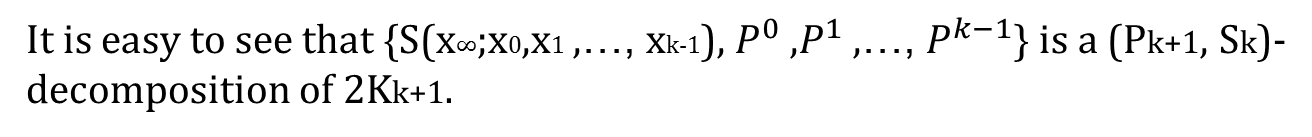 It is easy to see that {S(x∞;x0,x1 ,…, xk-1), P⁰ ,P¹ ,…, Pᵏ⁻¹} is a (Pk+1, Sk)-
decomposition of 2Kk+1.